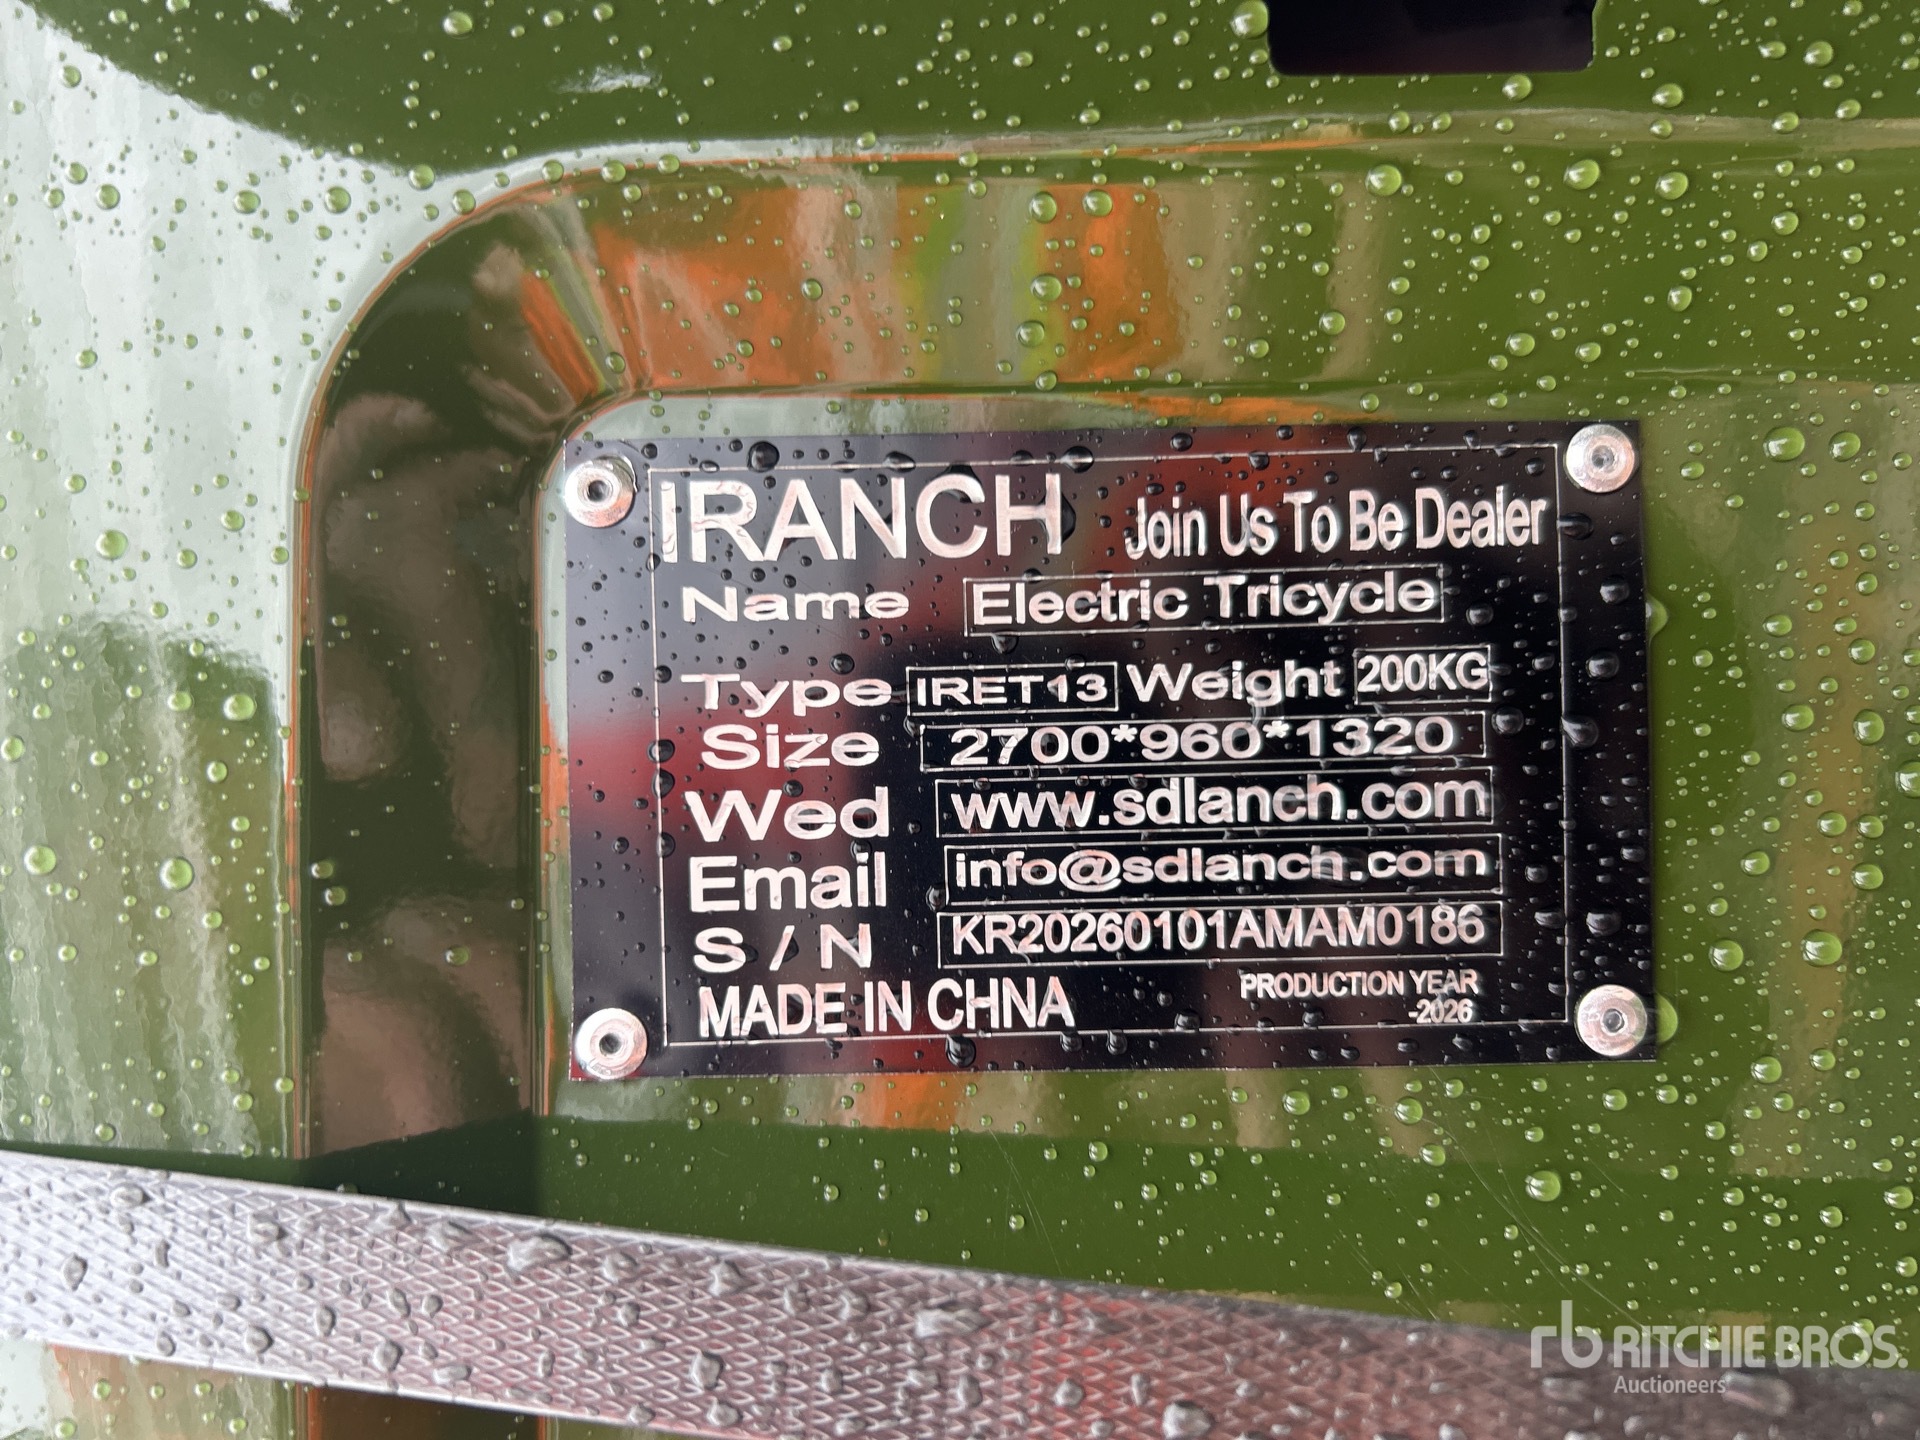 IRANCH Join Us To Be Dealer
Name Electric Tricycle
Type IRET13 Weight 200KG
Size 2700*960*1320
Wed www.sdlanch.com
Email info@sdlanch.com
S / N KR20260101AMAM0186
MADE IN CHNA PRODUCTION YEAR
-2026
rb RITCHIE BROS.
Auctioneers